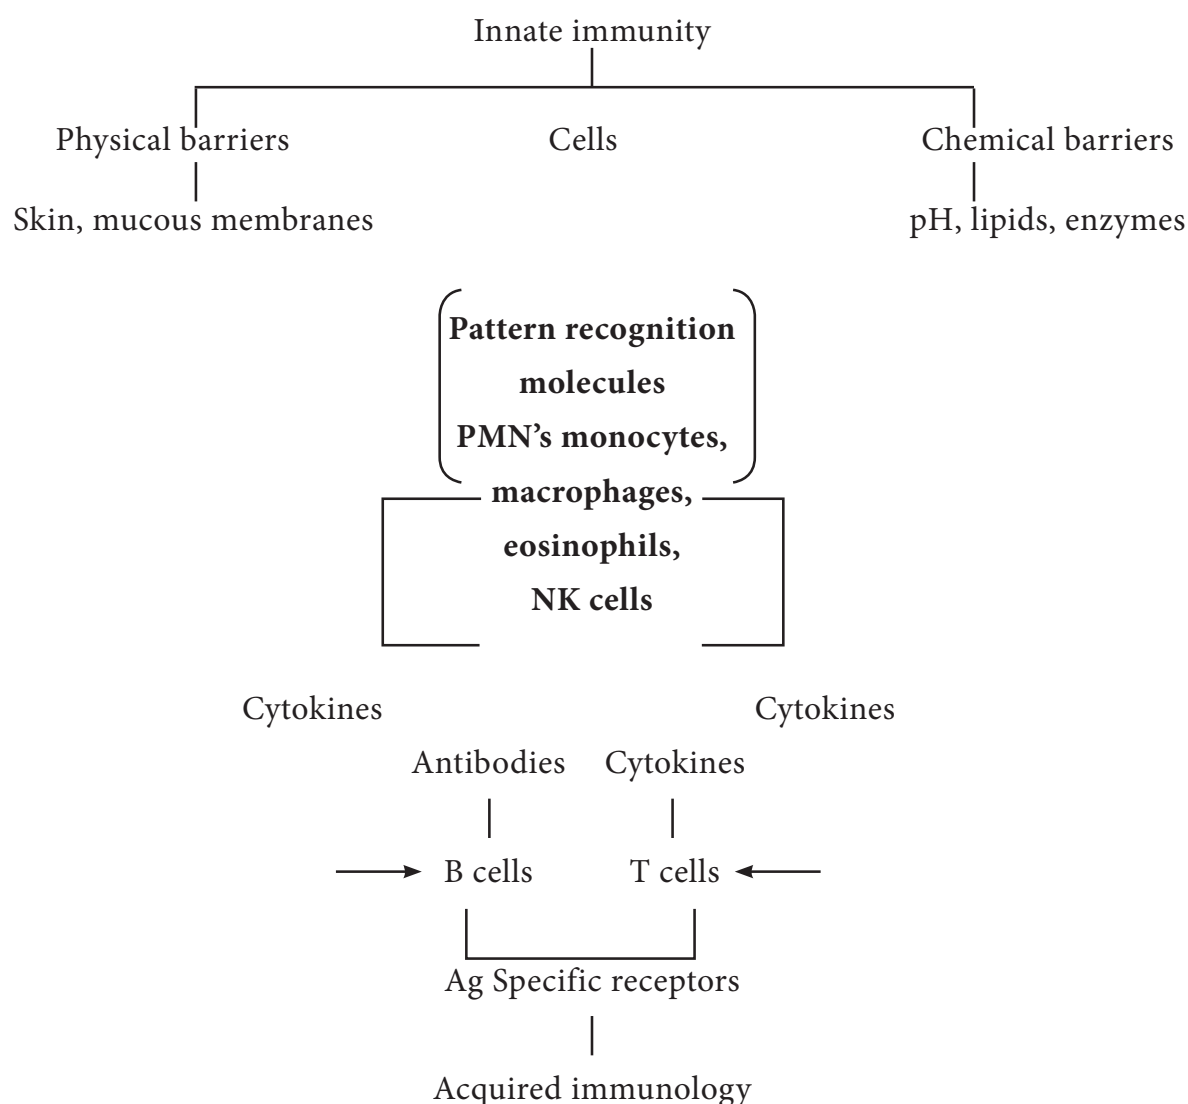 Innate immunity
Physical barriers
Cells
Chemical barriers
Skin, mucous membranes
pH, lipids, enzymes
Pattern recognition
molecules
PMN’s monocytes,
macrophages,
eosinophils,
NK cells
Cytokines
Cytokines
Antibodies
Cytokines
B cells
T cells
Ag Specific receptors
Acquired immunology